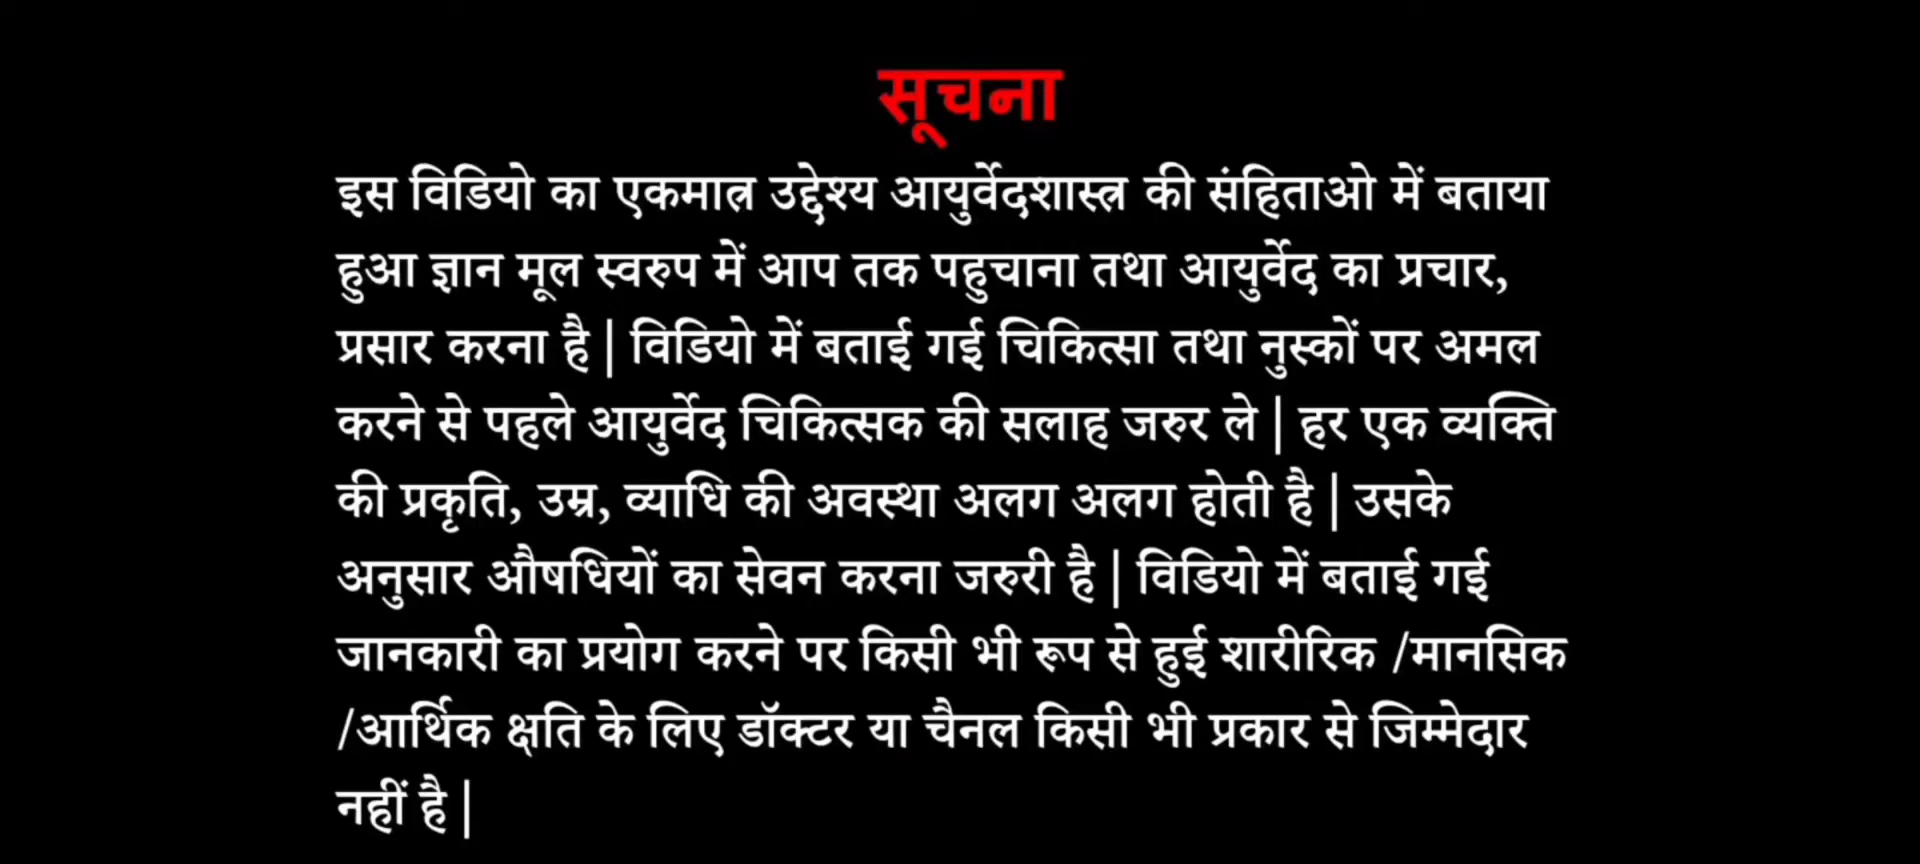 सूचना
इस विडियो का एकमात्र उद्देश्य आयुर्वेदशास्त्र की संहिताओ में बताया
हुआ ज्ञान मूल स्वरुप में आप तक पहुचाना तथा आयुर्वेद का प्रचार,
प्रसार करना है | विडियो में बताई गई चिकित्सा तथा नुस्कों पर अमल
करने से पहले आयुर्वेद चिकित्सक की सलाह जरुर ले | हर एक व्यक्ति
की प्रकृति, उम्र, व्याधि की अवस्था अलग अलग होती है | उसके
अनुसार औषधियों का सेवन करना जरुरी है | विडियो में बताई गई
जानकारी का प्रयोग करने पर किसी भी रूप से हुई शारीरिक /मानसिक
/आर्थिक क्षति के लिए डॉक्टर या चैनल किसी भी प्रकार से जिम्मेदार
नहीं है |